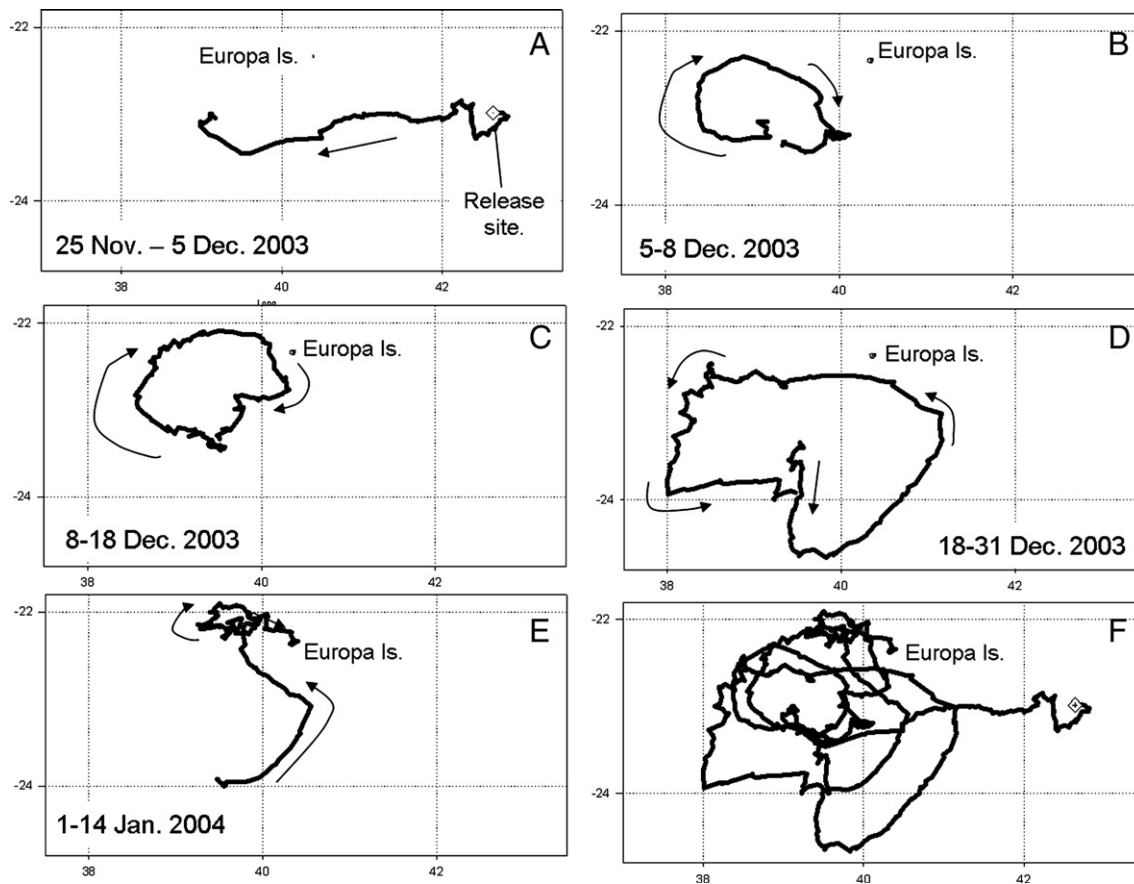 -22
-24
Europa Is.
A
Release
site.
25 Nov. – 5 Dec. 2003
38
40
42
-22
-24
Europa Is.
B
5-8 Dec. 2003
38
40
42
-22
-24
Europa Is.
C
8-18 Dec. 2003
38
40
42
-22
-24
Europa Is.
D
18-31 Dec. 2003
38
40
42
-22
-24
Europa Is.
E
1-14 Jan. 2004
38
40
42
-22
-24
Europa Is.
F
38
40
42